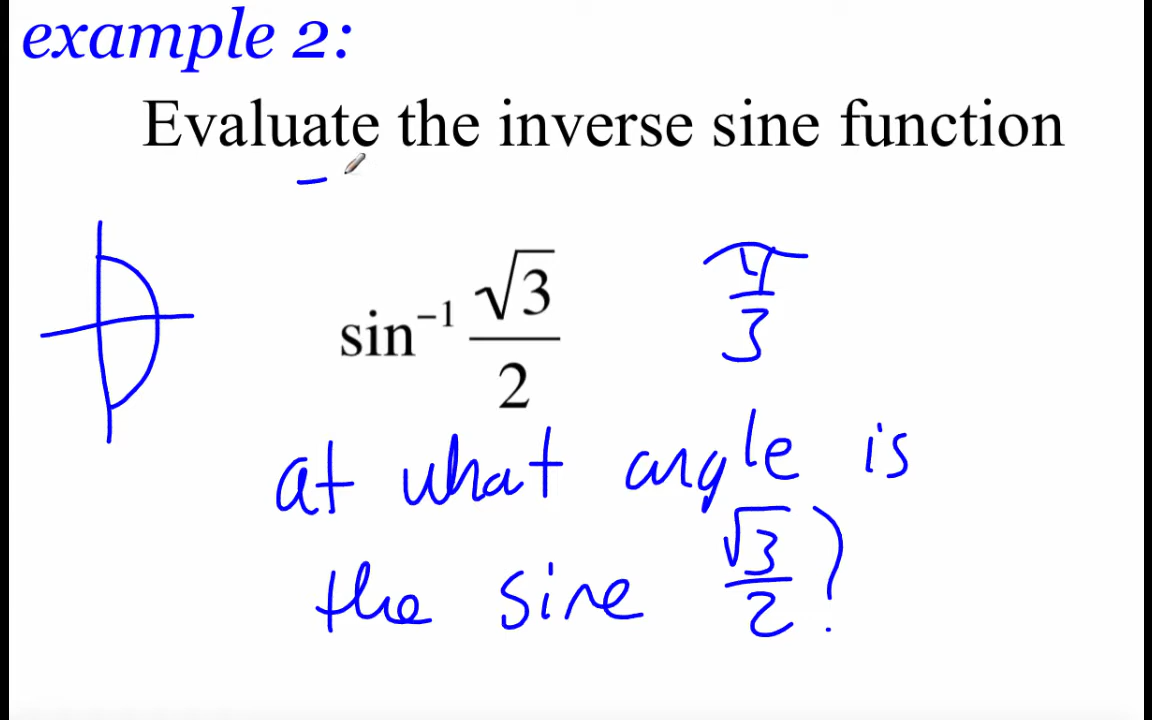 example 2:
Evaluate the inverse sine function
sin⁻¹ √3/2
π/3
at what angle is
the sine √3/2?